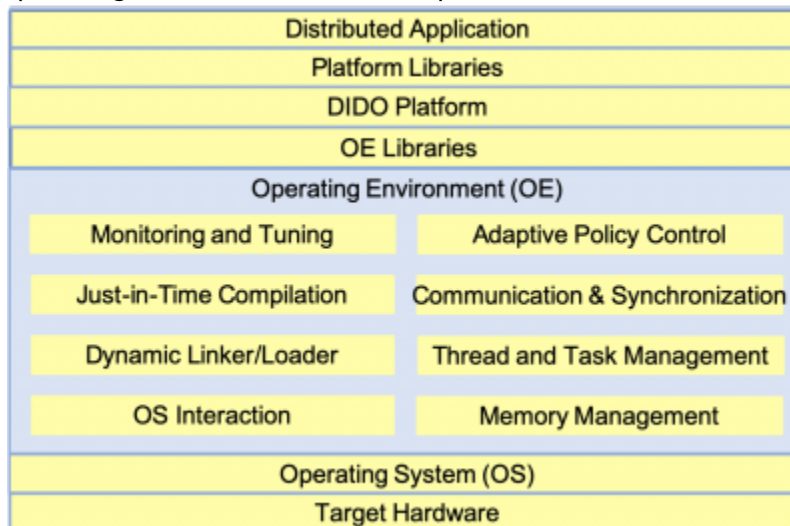 Distributed Application
Platform Libraries
DIDO Platform
OE Libraries
Operating Environment (OE)
Monitoring and Tuning
Adaptive Policy Control
Just-in-Time Compilation
Communication & Synchronization
Dynamic Linker/Loader
Thread and Task Management
OS Interaction
Memory Management
Operating System (OS)
Target Hardware